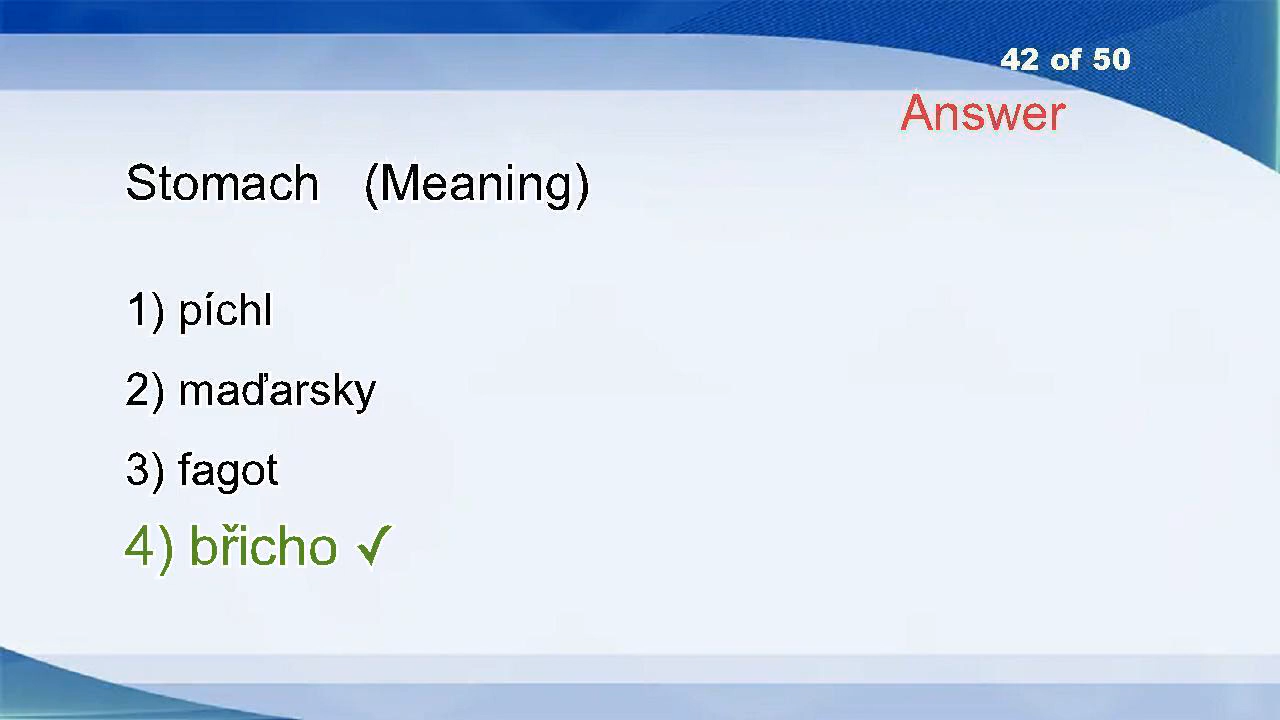 42 of 50
Answer
Stomach (Meaning)
1) píchl
2) maďarsky
3) fagot
4) břicho ✓